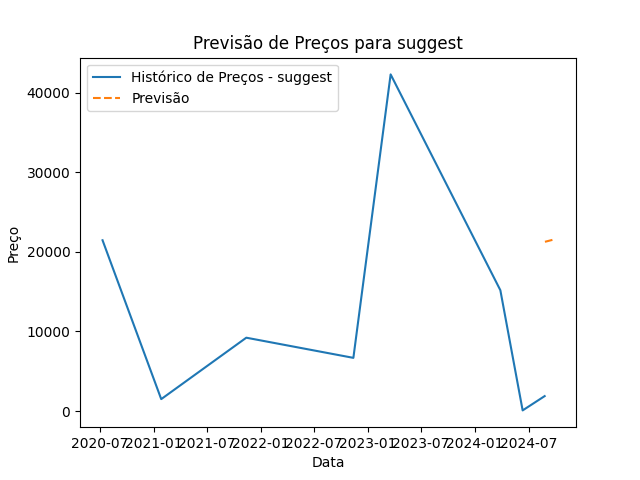 Previsão de Preços para suggest
Histórico de Preços - suggest
Previsão
Preço
40000
30000
20000
10000
0
2020-07 2021-01 2021-07 2022-01 2022-07 2023-01 2023-07 2024-01 2024-07
Data